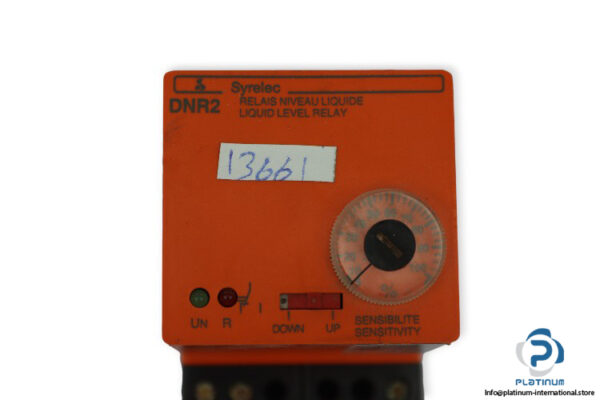 Syrelec
DNR2
RELAIS NIVEAU LIQUIDE
LIQUID LEVEL RELAY
13661
%
UN R
DOWN UP
SENSIBILITE
SENSITIVITY
PLATINUM
Info@platinum-international.store